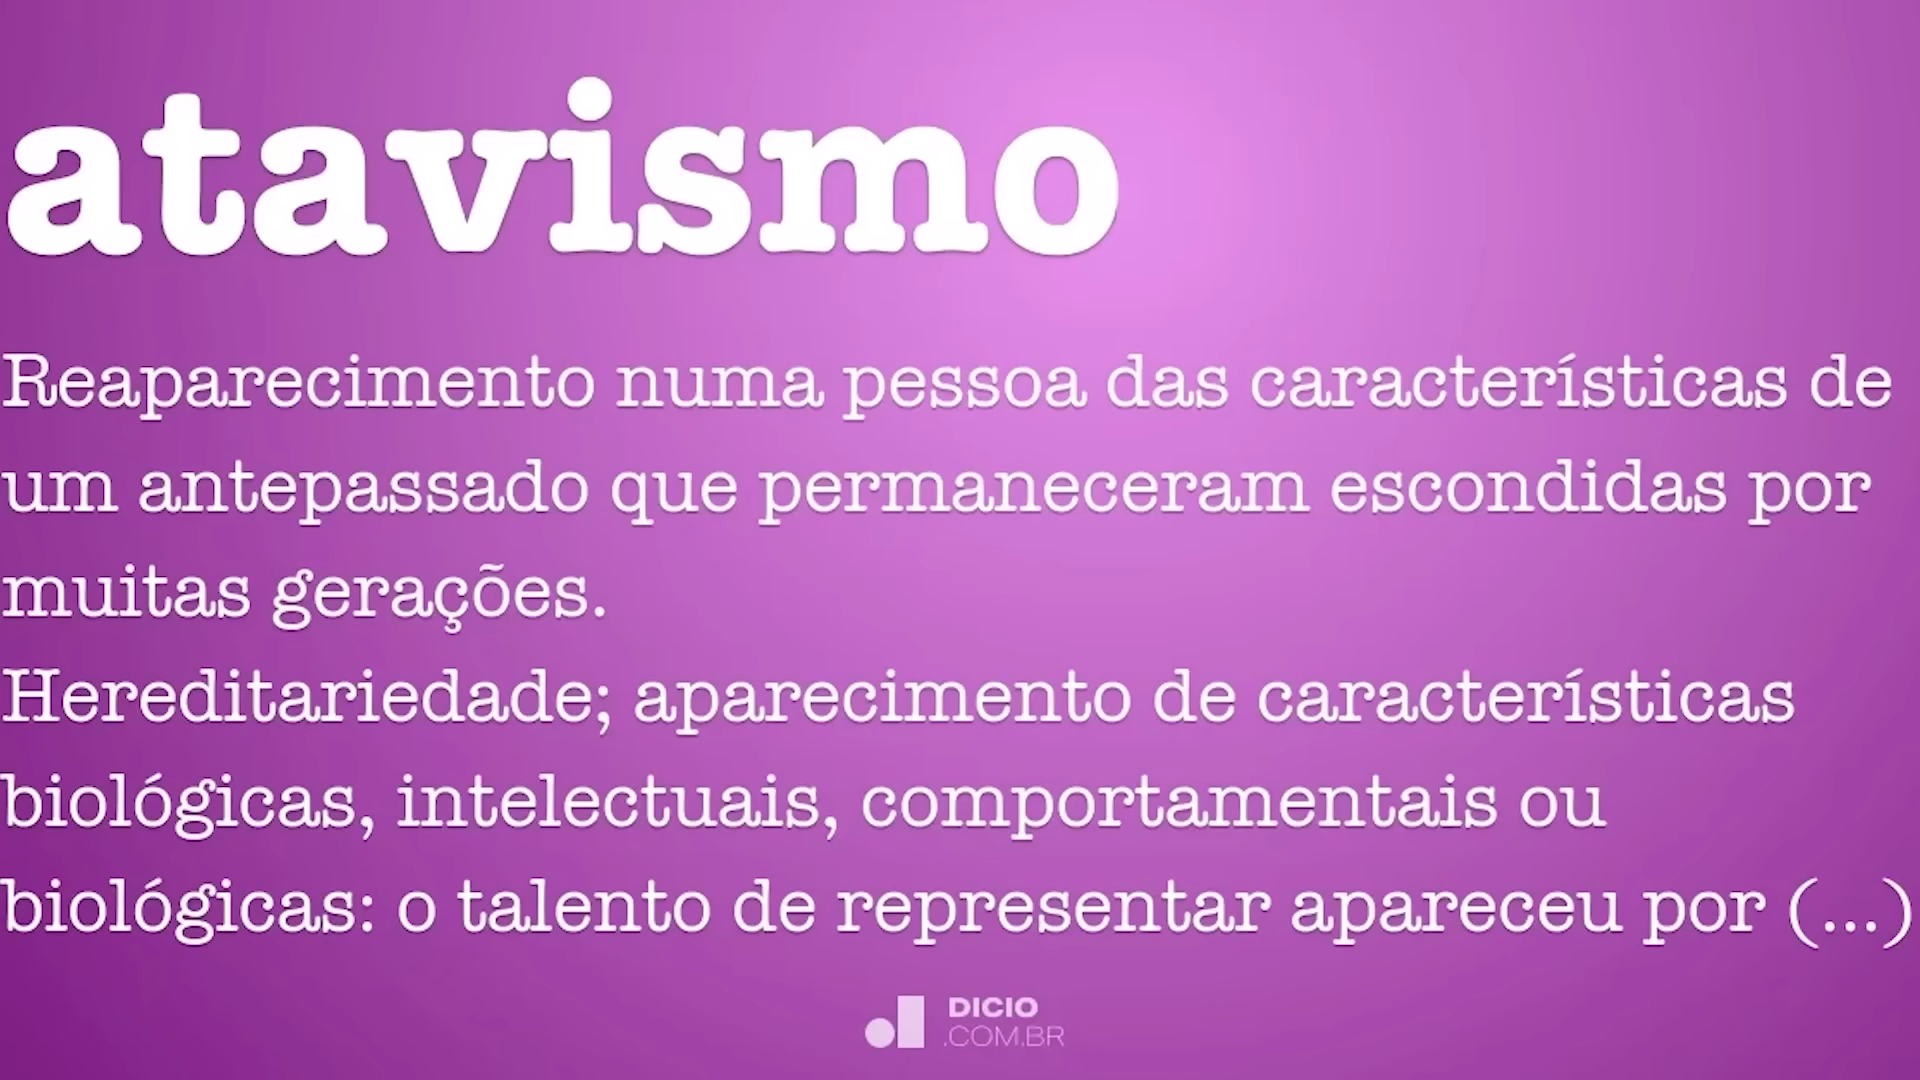 atavismo
Reaparecimento numa pessoa das características de
um antepassado que permaneceram escondidas por
muitas gerações.
Hereditariedade; aparecimento de características
biológicas, intelectuais, comportamentais ou
biológicas: o talento de representar apareceu por (...)
DICIO
.COM.BR